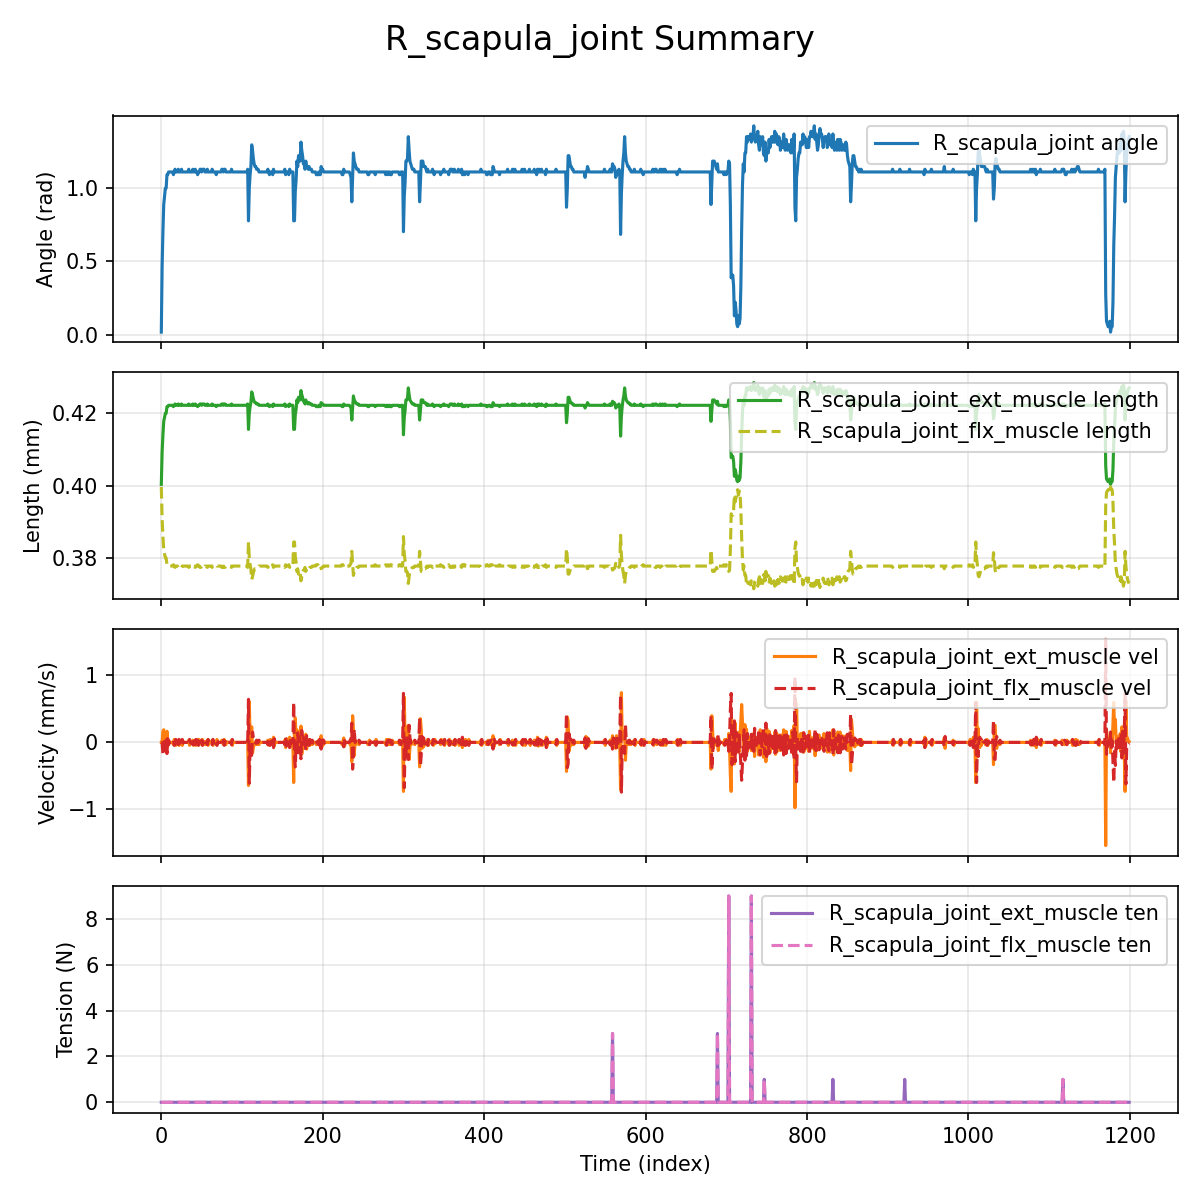 R_scapula_joint Summary
R_scapula_joint angle
Angle (rad)
1.0
0.5
0.0
R_scapula_joint_ext_muscle length
R_scapula_joint_flx_muscle length
Length (mm)
0.42
0.40
0.38
R_scapula_joint_ext_muscle vel
R_scapula_joint_flx_muscle vel
Velocity (mm/s)
1
0
−1
R_scapula_joint_ext_muscle ten
R_scapula_joint_flx_muscle ten
Tension (N)
8
6
4
2
0
0 200 400 600 800 1000 1200
Time (index)